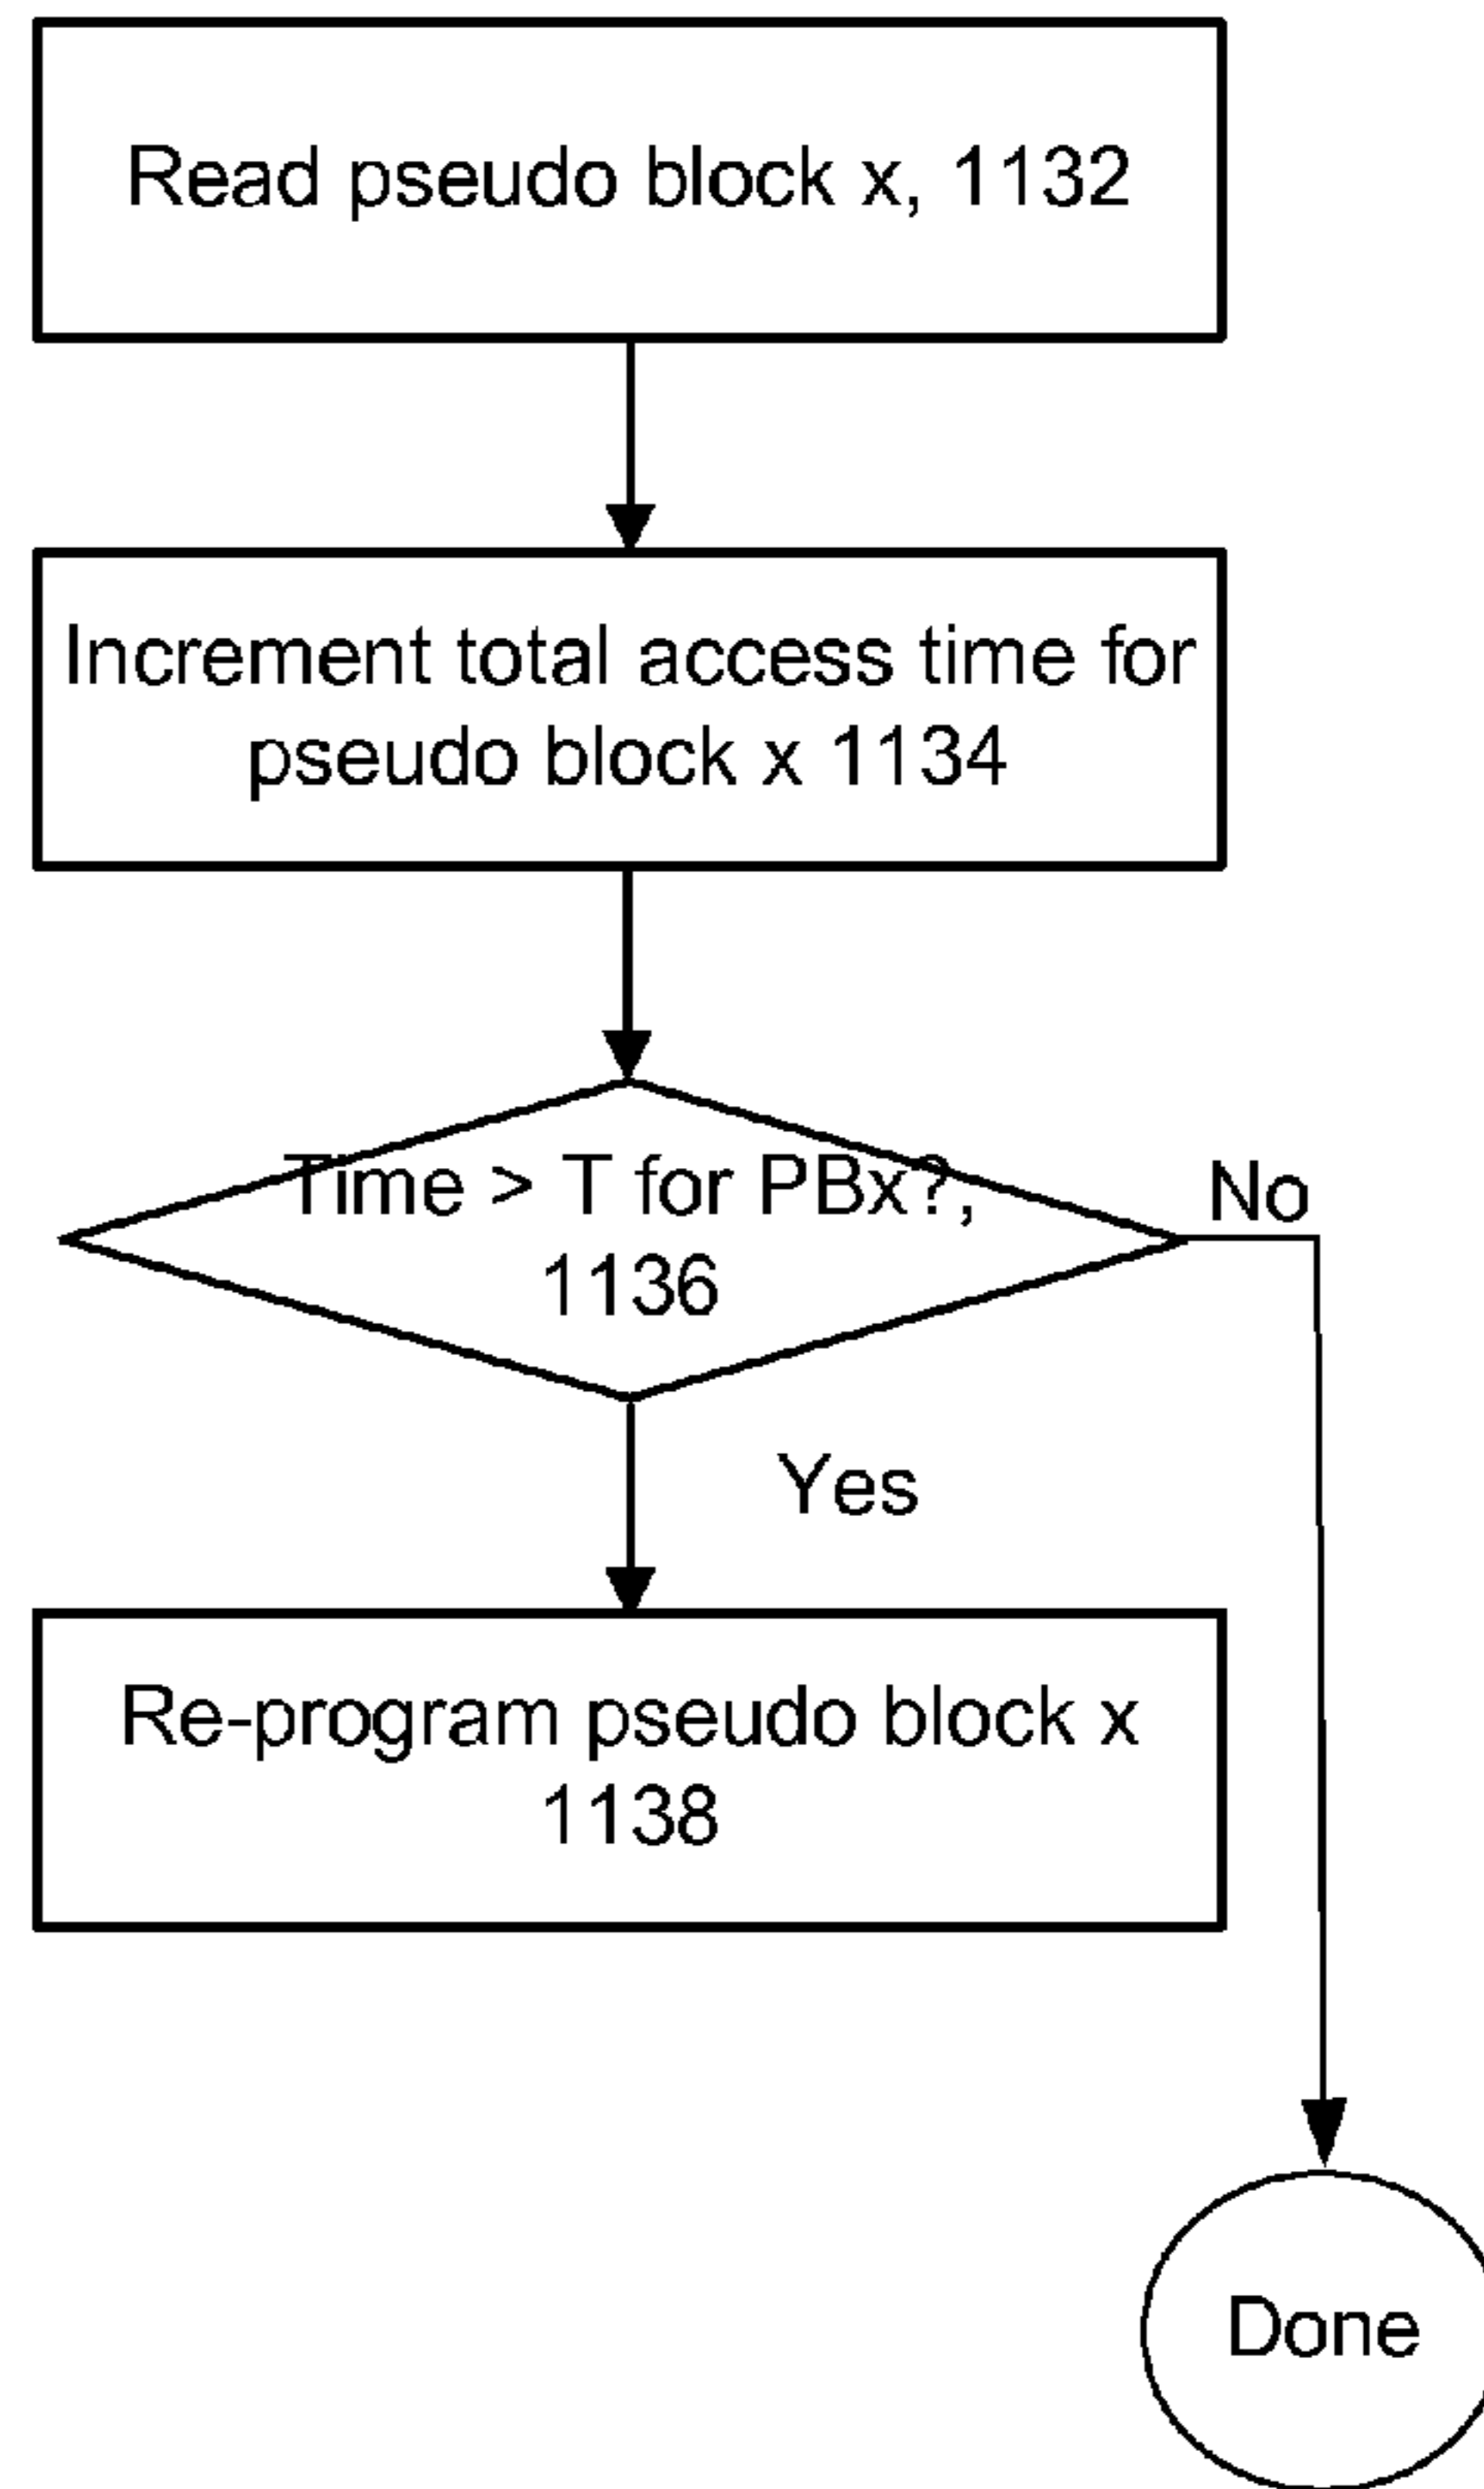 Read pseudo block x, 1132
Increment total access time for
pseudo block x 1134
Time > T for PBx?,
1136
No
Yes
Re-program pseudo block x
1138
Done